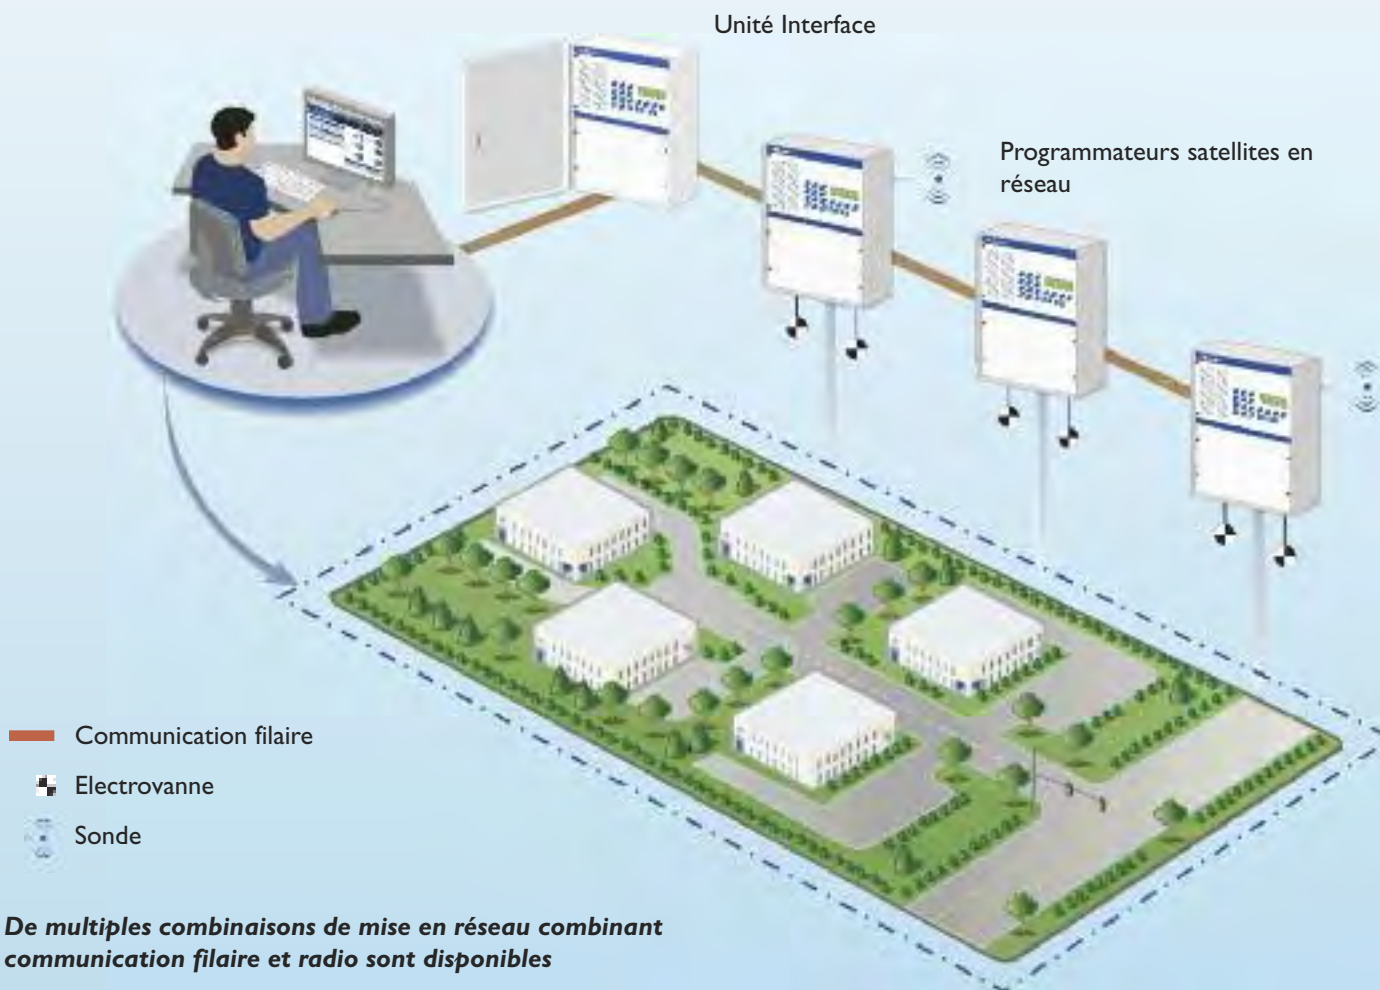 Unité Interface
Programmateurs satellites en
réseau
Communication filaire
Electrovanne
Sonde
De multiples combinaisons de mise en réseau combinant
communication filaire et radio sont disponibles